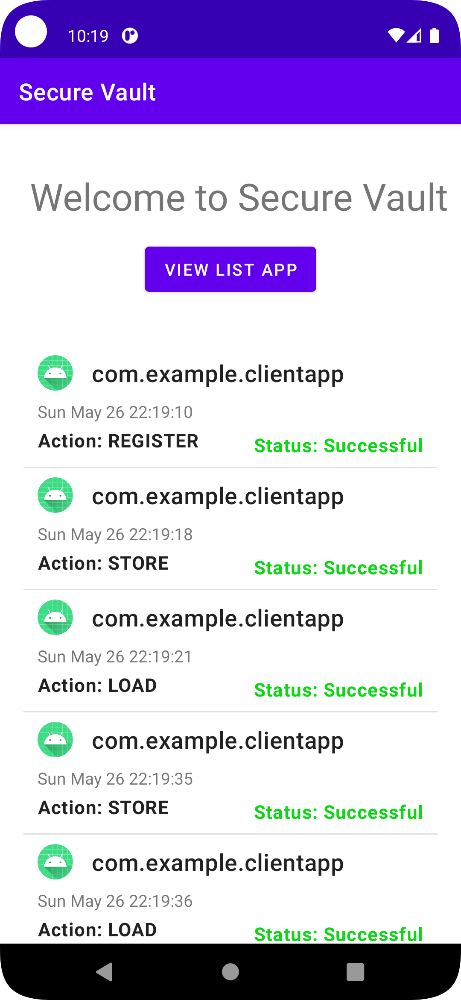 10:19
Secure Vault
Welcome to Secure Vault
VIEW LIST APP
com.example.clientapp
Sun May 26 22:19:10
Action: REGISTER
Status: Successful
com.example.clientapp
Sun May 26 22:19:18
Action: STORE
Status: Successful
com.example.clientapp
Sun May 26 22:19:21
Action: LOAD
Status: Successful
com.example.clientapp
Sun May 26 22:19:35
Action: STORE
Status: Successful
com.example.clientapp
Sun May 26 22:19:36
Action: LOAD
Status: Successful